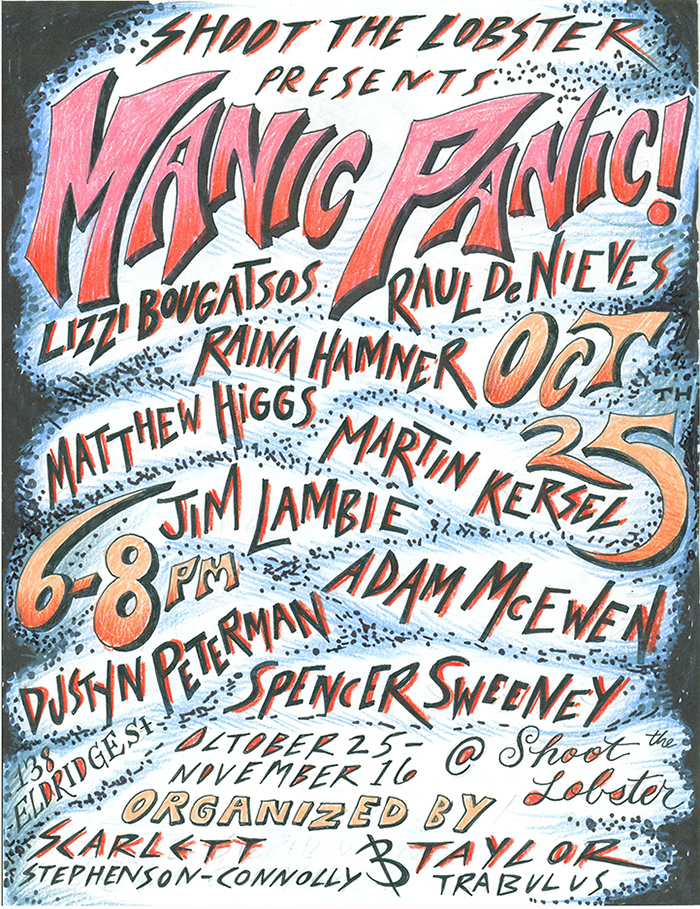 SHOOT THE LOBSTER
PRESENTS
MANIC PANIC!
LIZZI BOUGATSOS
RAUL De NIEVES
RAINA HAMNER
OCT 25TH
MATTHEW HiGGS
MARTIN KERSEL
JIM LAMBIE
6-8 PM
ADAM McEWEN
DUSTYN PETERMAN
SPENCER SWEENEY
138 ELDRIDGE St
OCTOBER 25-
NOVEMBER 16
@ Shoot the
Lobster
ORGANIZED BY
SCARLETT
STEPHENSON-CONNOLLY
& TAYLOR
TRABULUS